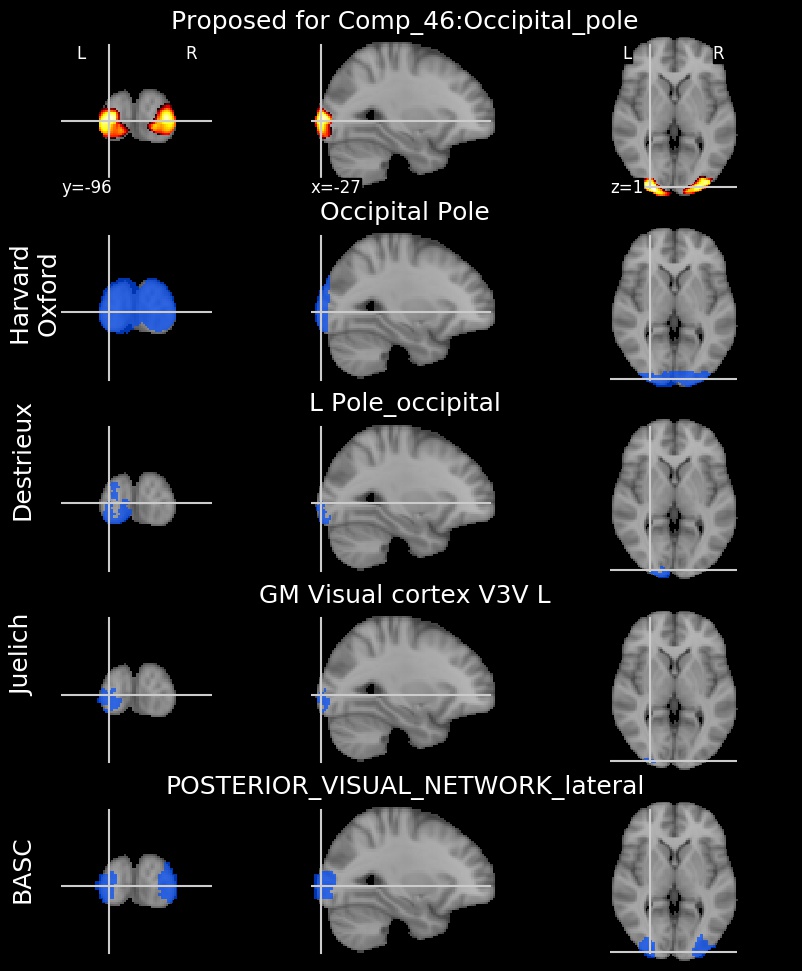 Proposed for Comp_46:Occipital_pole
L R L R
y=-96 x=-27 z=1
Occipital Pole
Harvard
Oxford
L Pole_occipital
Destrieux
GM Visual cortex V3V L
Juelich
POSTERIOR_VISUAL_NETWORK_lateral
BASC